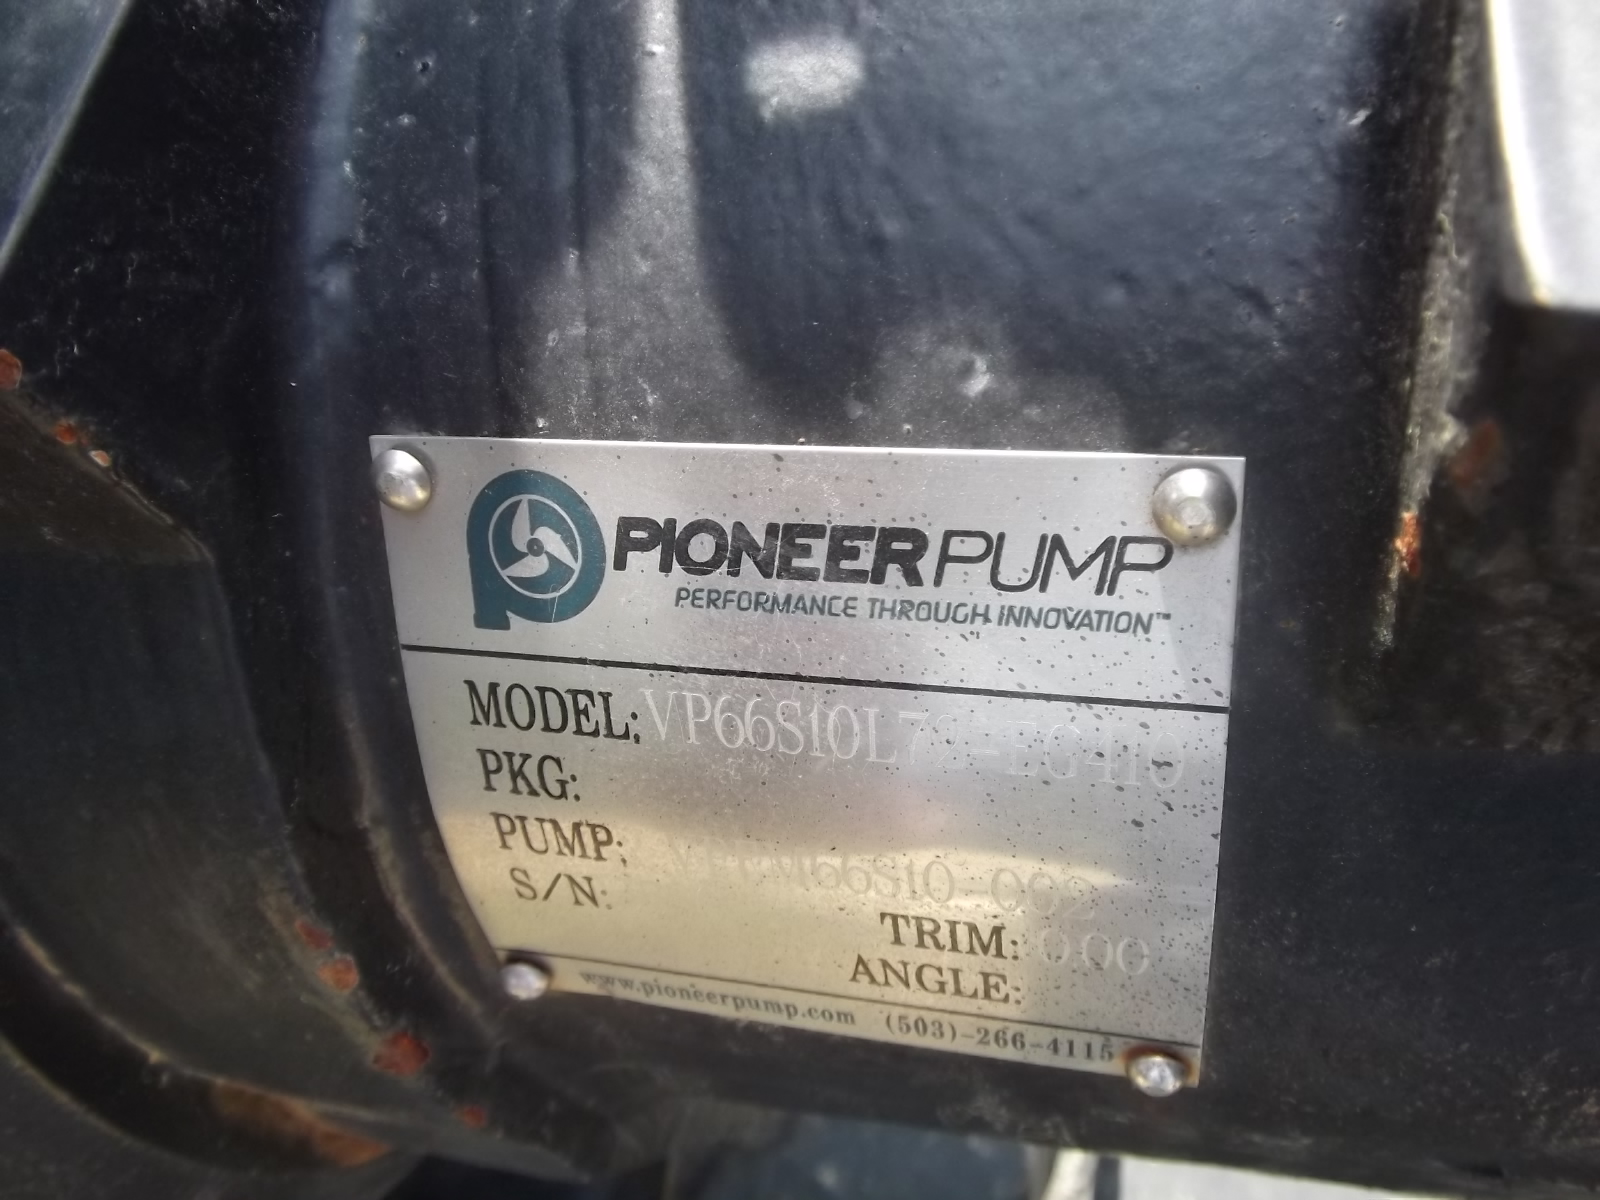 PIONEER PUMP
PERFORMANCE THROUGH INNOVATION™
MODEL:
PKG:
PUMP:
S/N:
TRIM:
ANGLE:
www.pioneerpump.com (503)-266-4115